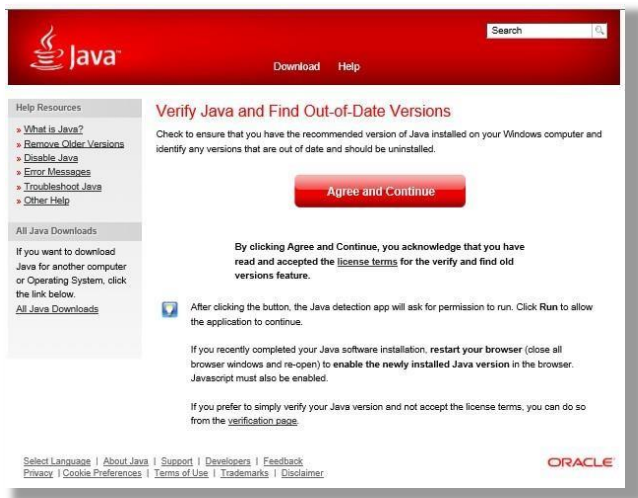 Java
Search
Download Help
Help Resources
» What is Java?
» Remove Older Versions
» Disable Java
» Error Messages
» Troubleshoot Java
» Other Help
All Java Downloads
If you want to download
Java for another computer
or Operating System, click
the link below.
All Java Downloads
Verify Java and Find Out-of-Date Versions
Check to ensure that you have the recommended version of Java installed on your Windows computer and
identify any versions that are out of date and should be uninstalled.
Agree and Continue
By clicking Agree and Continue, you acknowledge that you have
read and accepted the license terms for the verify and find old
versions feature.
After clicking the button, the Java detection app will ask for permission to run. Click Run to allow
the application to continue.
If you recently completed your Java software installation, restart your browser (close all
browser windows and re-open) to enable the newly installed Java version in the browser.
Javascript must also be enabled.
If you prefer to simply verify your Java version and not accept the license terms, you can do so
from the verification page.
Select Language | About Java | Support | Developers | Feedback
Privacy | Cookie Preferences | Terms of Use | Trademarks | Disclaimer
ORACLE